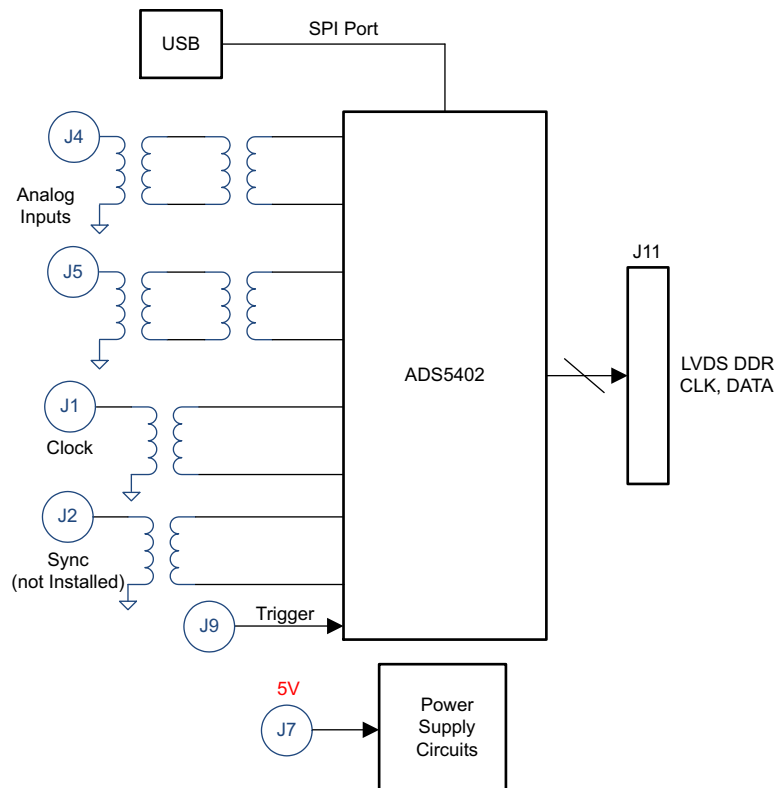 SPI Port
USB
J4
Analog
Inputs
J5
J11
ADS5402
LVDS DDR
CLK, DATA
J1
Clock
J2
Sync
(not Installed)
J9
Trigger
5V
J7
Power
Supply
Circuits